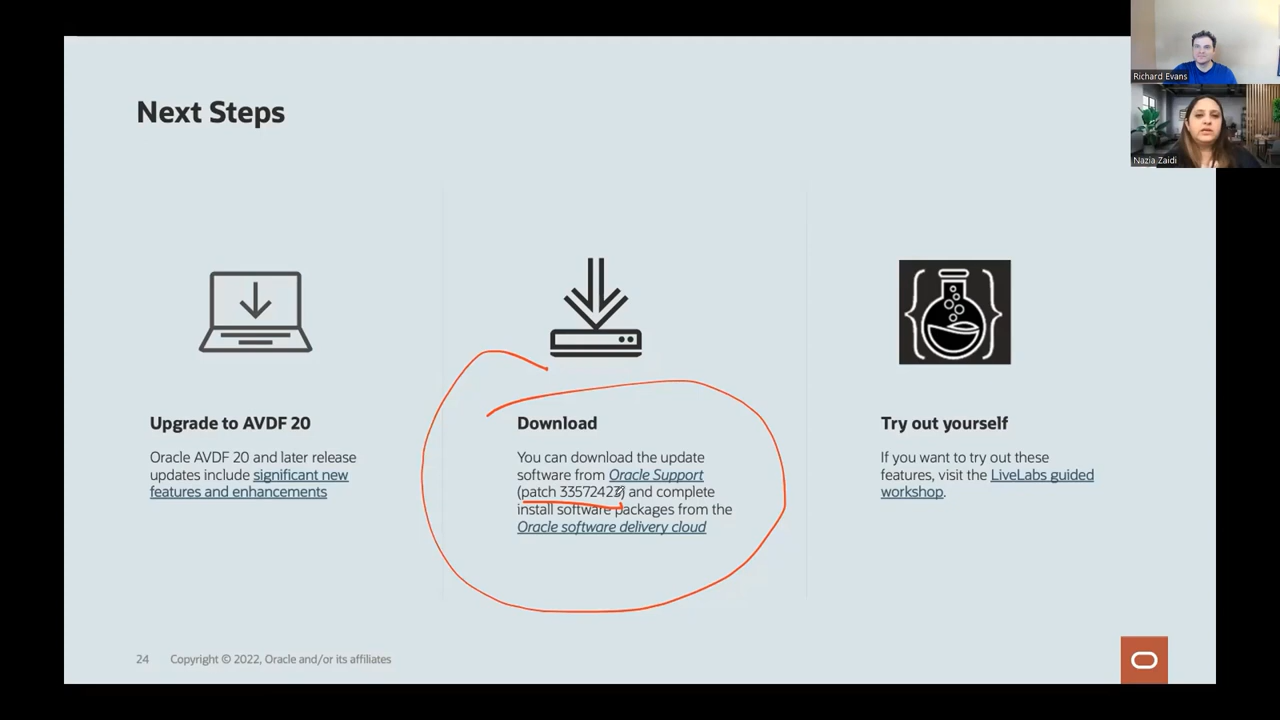 Richard Evans
Nazia Zaidi
Next Steps
Upgrade to AVDF 20
Oracle AVDF 20 and later release
updates include significant new
features and enhancements
Download
You can download the update
software from Oracle Support
(patch and complete
install software packages from the
Oracle software delivery cloud
Try out yourself
If you want to try out these
features, visit the LiveLabs guided
workshop.
24 Copyright © 2022, Oracle and/or its affiliates